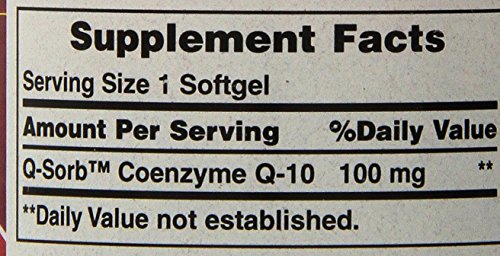 Supplement Facts
Serving Size 1 Softgel
Amount Per Serving %Daily Value
Q-Sorb™ Coenzyme Q-10 100 mg **
**Daily Value not established.